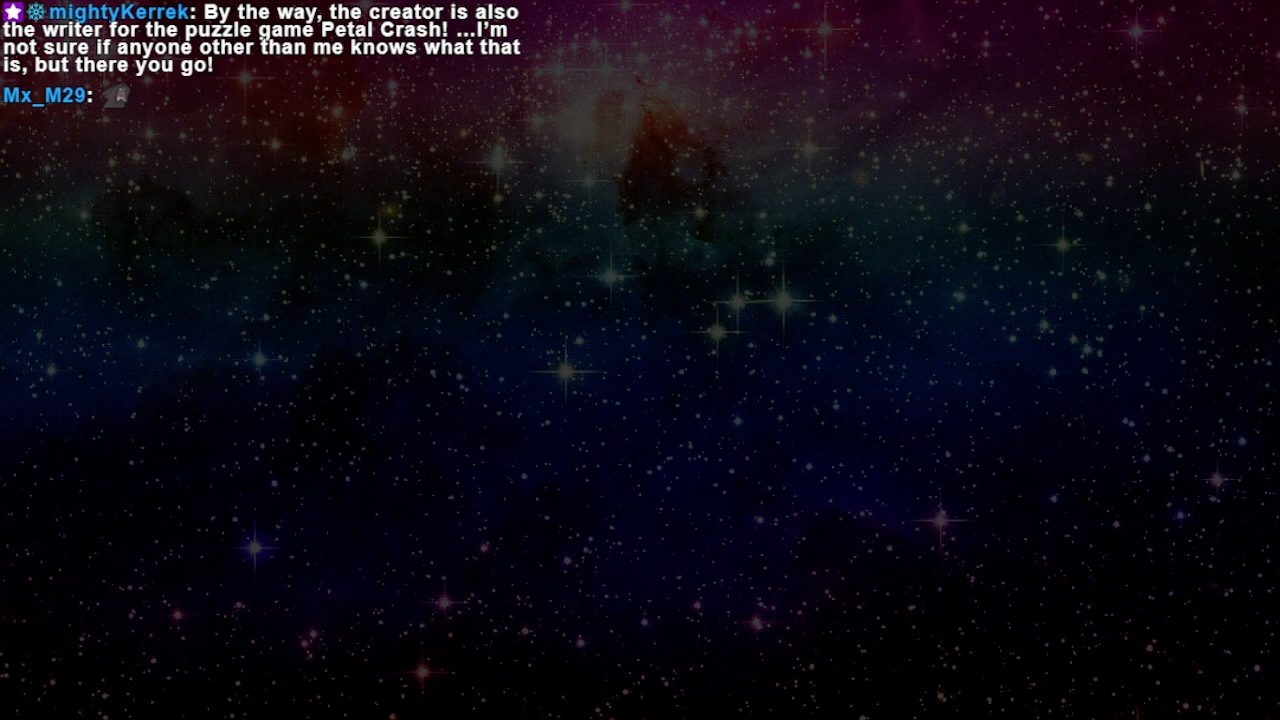 mightyKerrek: By the way, the creator is also
the writer for the puzzle game Petal Crash! ...I'm
not sure if anyone other than me knows what that
is, but there you go!
Mx_M29: